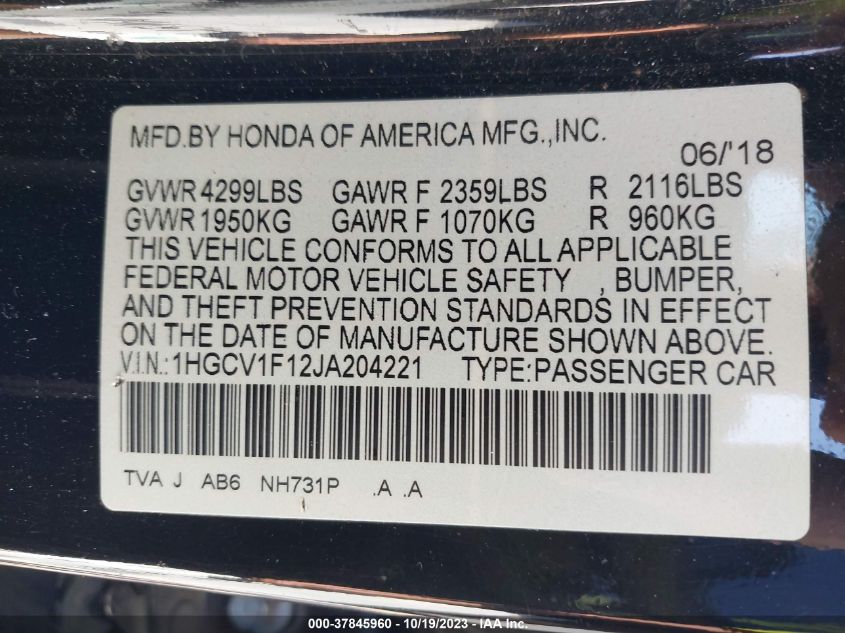 MFD.BY HONDA OF AMERICA MFG.,INC.
06/'18
GVWR 4299LBS GAWR F 2359LBS R 2116LBS
GVWR 1950KG GAWR F 1070KG R 960KG
THIS VEHICLE CONFORMS TO ALL APPLICABLE
FEDERAL MOTOR VEHICLE SAFETY , BUMPER,
AND THEFT PREVENTION STANDARDS IN EFFECT
ON THE DATE OF MANUFACTURE SHOWN ABOVE.
V.I.N.:1HGCV1F12JA204221 TYPE:PASSENGER CAR
TVA J AB6 NH731P .A .A
000-37845960 - 10/19/2023 - IAA Inc.